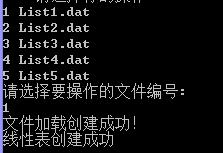 1 List1.dat
2 List2.dat
3 List3.dat
4 List4.dat
5 List5.dat
请选择要操作的文件编号：
1
文件加载创建成功！
线性表创建成功